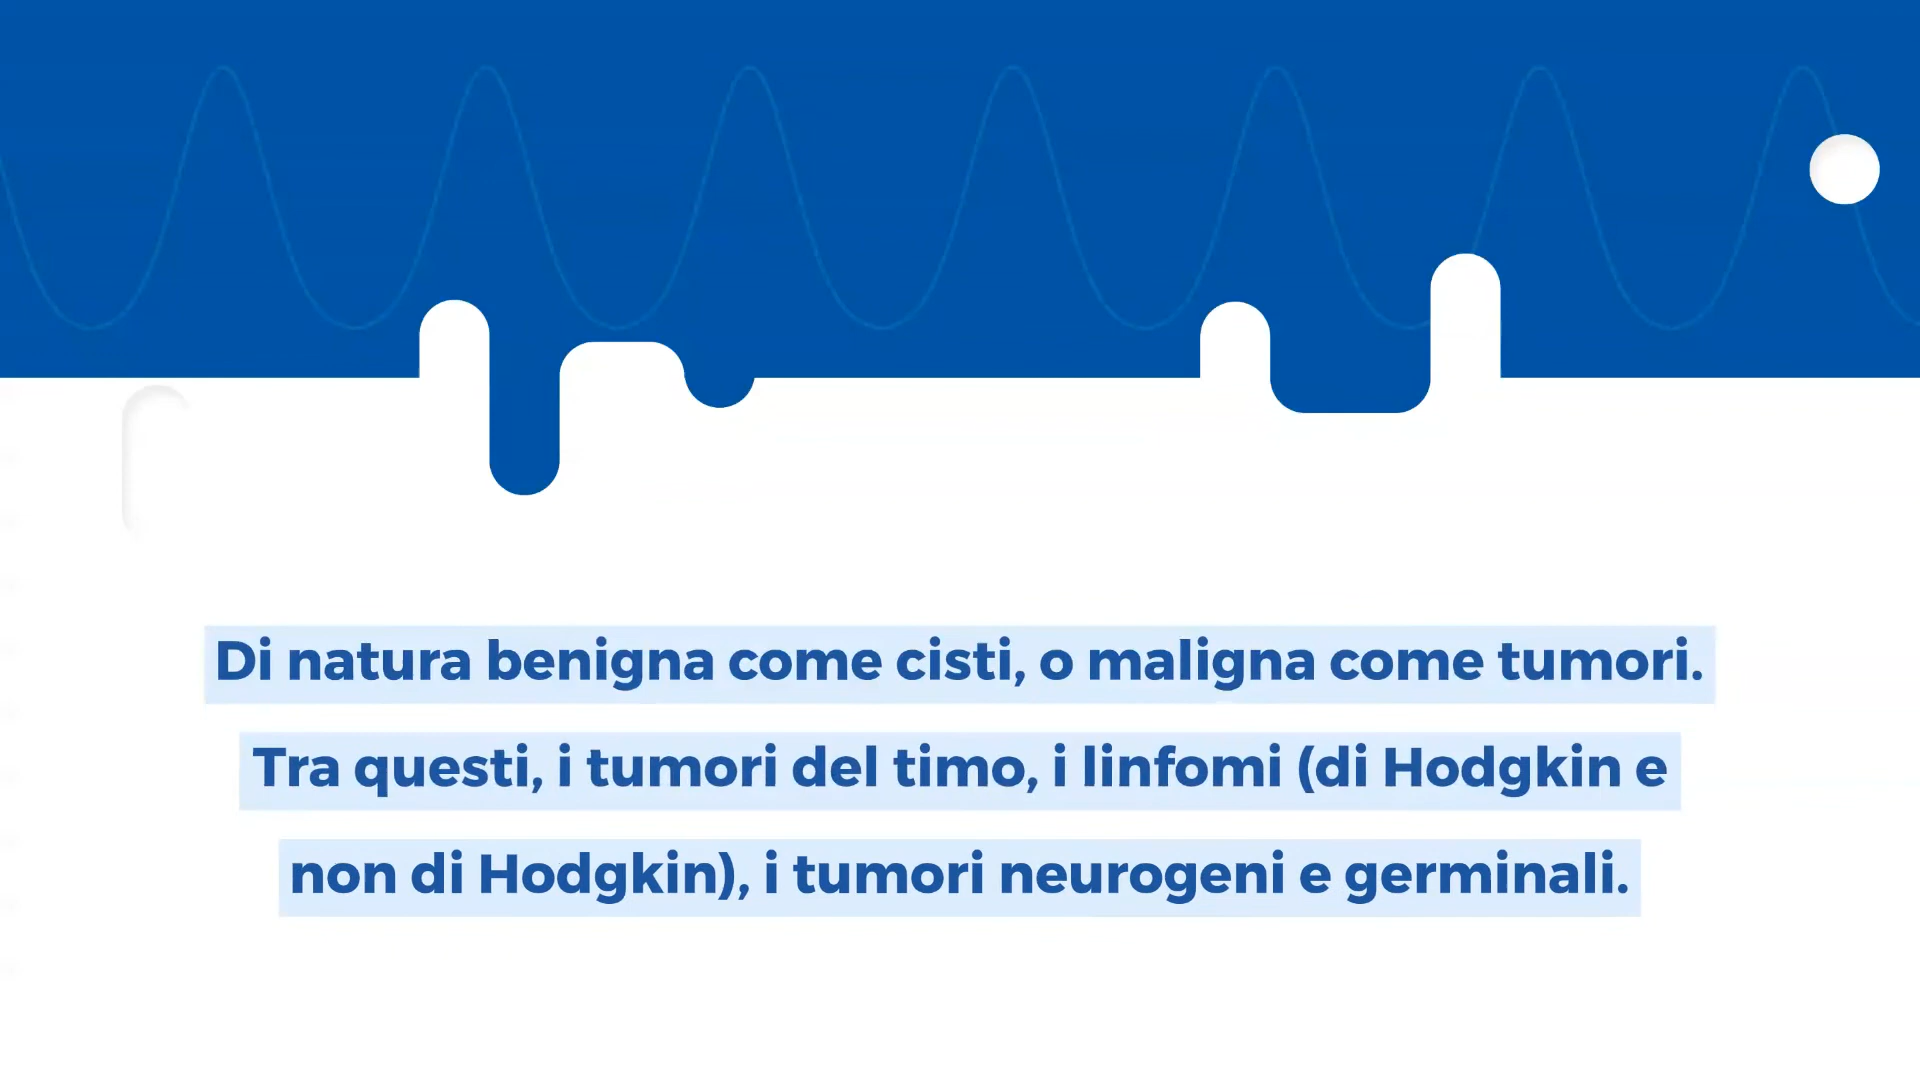 Di natura benigna come cisti, o maligna come tumori.
Tra questi, i tumori del timo, i linfomi (di Hodgkin e
non di Hodgkin), i tumori neurogeni e germinali.